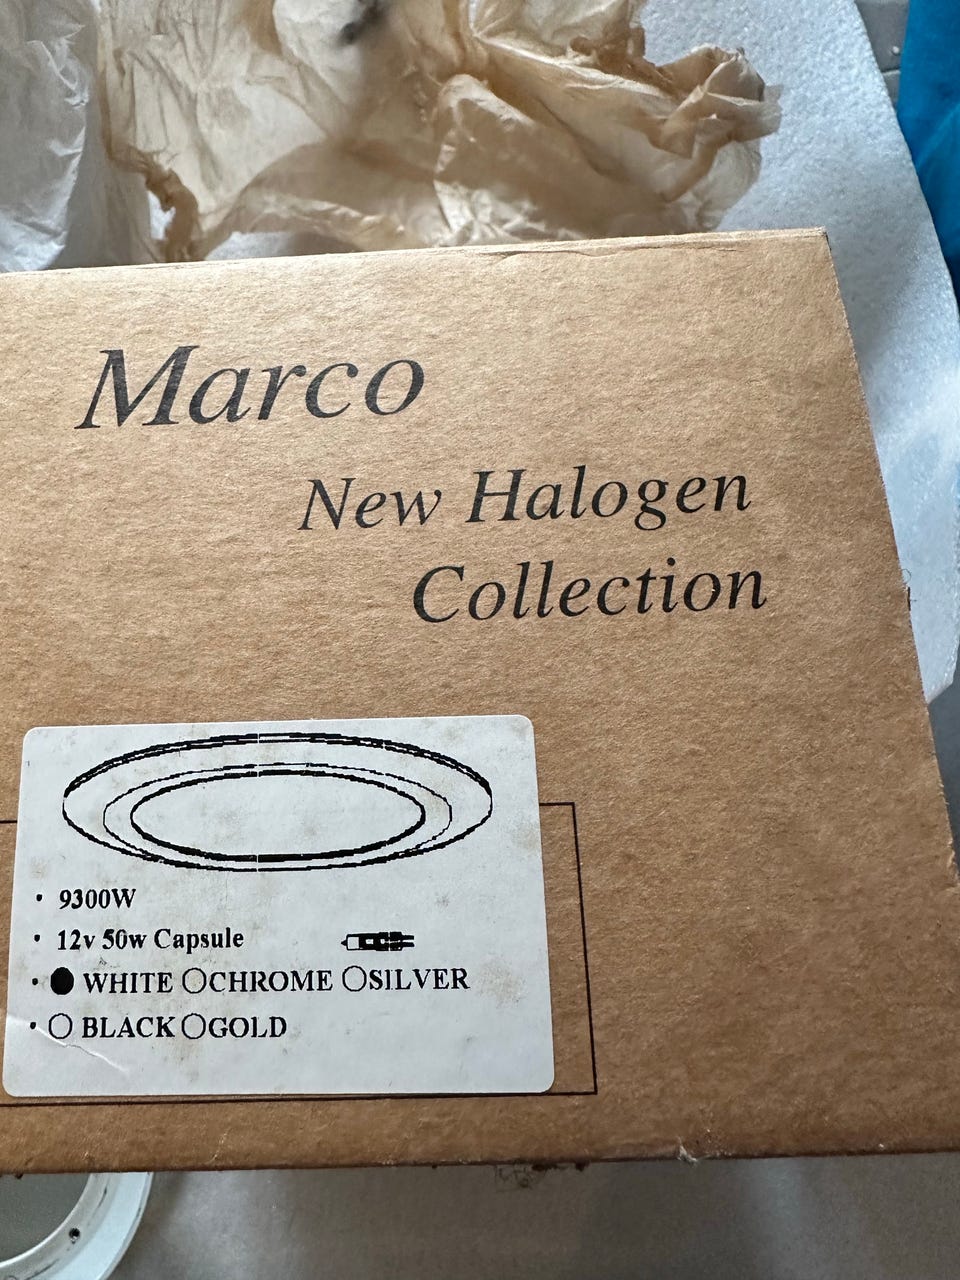 Marco
New Halogen
Collection
• 9300W
• 12v 50w Capsule
• ● WHITE ○CHROME ○SILVER
• ○ BLACK ○GOLD